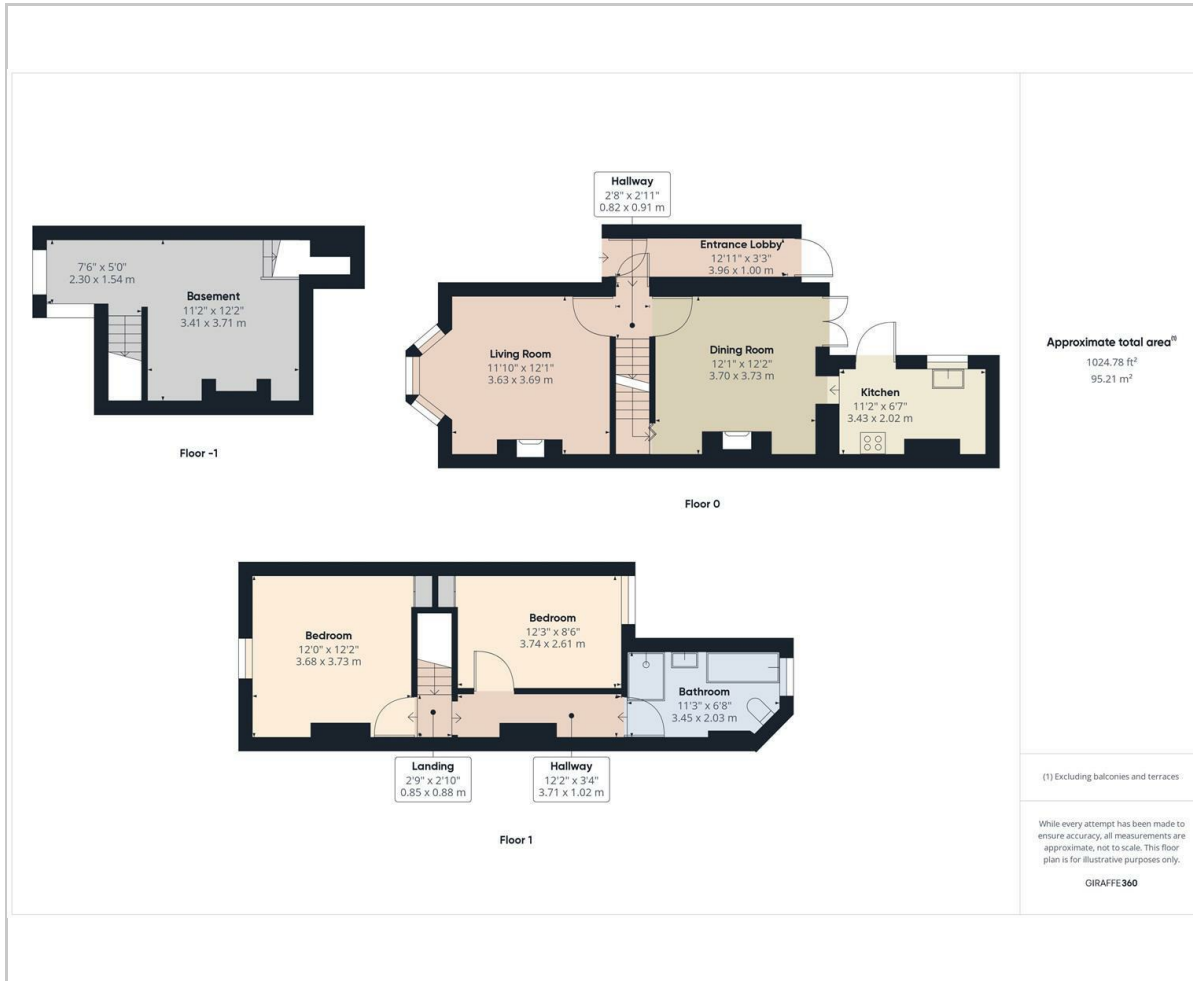 Hallway
2'8" x 2'11"
0.82 x 0.91 m
Entrance Lobby
12'11" x 3'3"
3.96 x 1.00 m
7'6" x 5'0"
2.30 x 1.54 m
Basement
11'2" x 12'2"
3.41 x 3.71 m
Living Room
11'10" x 12'1"
3.63 x 3.69 m
Dining Room
12'1" x 12'2"
3.70 x 3.73 m
Kitchen
11'2" x 6'7"
3.43 x 2.02 m
Floor -1
Floor 0
Bedroom
12'0" x 12'2"
3.68 x 3.73 m
Bedroom
12'3" x 8'6"
3.74 x 2.61 m
Bathroom
11'3" x 6'8"
3.45 x 2.03 m
Landing
2'9" x 2'10"
0.85 x 0.88 m
Hallway
12'2" x 3'4"
3.71 x 1.02 m
Floor 1
Approximate total area(1)
1024.78 ft²
95.21 m²
(1) Excluding balconies and terraces
While every attempt has been made to
ensure accuracy, all measurements are
approximate, not to scale. This floor
plan is for illustrative purposes only.
GIRAFFE360